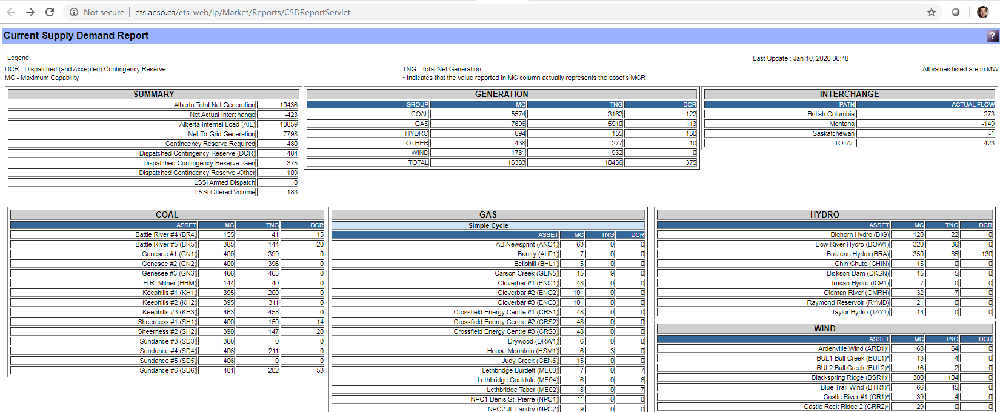 Not secure | ets.aeso.ca/ets_web/ip/Market/Reports/CSDReportServlet
Current Supply Demand Report
?
Legend
Last Update : Jan 10, 2020 06:48
DCR - Dispatched (and Accepted) Contingency Reserve
TNG - Total Net Generation
All values listed are in MW
MC - Maximum Capability
* Indicates that the value reported in MC column actually represents the asset's MCR
SUMMARY
Alberta Total Net Generation 10436
Net Actual Interchange -423
Alberta Internal Load (AIL) 10859
Net-To-Grid Generation 7798
Contingency Reserve Required 480
Dispatched Contingency Reserve (DCR) 484
Dispatched Contingency Reserve -Gen 375
Dispatched Contingency Reserve -Other 109
LSSi Armed Dispatch 0
LSSi Offered Volume 183
GENERATION
GROUP MC TNG DCR
COAL 5574 3162 122
GAS 7696 5910 113
HYDRO 894 155 130
OTHER 438 277 10
WIND 1781 932 0
TOTAL 16383 10436 375
INTERCHANGE
PATH ACTUAL FLOW
British Columbia -273
Montana -149
Saskatchewan -1
TOTAL -423
COAL
ASSET MC TNG DCR
Battle River #4 (BR4) 155 41 15
Battle River #5 (BR5) 385 144 20
Genesee #1 (GN1) 400 399 0
Genesee #2 (GN2) 400 396 0
Genesee #3 (GN3) 466 463 0
H.R. Milner (HRM) 144 40 0
Keephills #1 (KH1) 395 200 0
Keephills #2 (KH2) 395 311 0
Keephills #3 (KH3) 463 458 0
Sheerness #1 (SH1) 400 150 14
Sheerness #2 (SH2) 390 147 20
Sundance #3 (SD3) 368 0 0
Sundance #4 (SD4) 406 211 0
Sundance #5 (SD5) 406 0 0
Sundance #6 (SD6) 401 202 53
GAS
Simple Cycle
ASSET MC TNG DCR
AB Newsprint (ANC1) 63 0 0
Bantry (ALP1) 7 0 0
Bellshill (BHL1) 5 0 0
Carson Creek (GEN5) 15 9 0
Cloverbar #1 (ENC1) 48 0 0
Cloverbar #2 (ENC2) 101 0 0
Cloverbar #3 (ENC3) 101 0 0
Crossfield Energy Centre #1 (CRS1) 48 0 0
Crossfield Energy Centre #2 (CRS2) 48 0 0
Crossfield Energy Centre #3 (CRS3) 48 0 0
Drywood (DRW1) 6 0 0
House Mountain (HSM1) 6 3 0
Judy Creek (GEN6) 15 0 0
Lethbridge Burdett (ME03) 7 0 7
Lethbridge Coaldale (ME04) 6 0 6
Lethbridge Taber (ME02) 8 0 7
NPC1 Denis St. Pierre (NPC1) 11 0 0
NPC2 JL Landry (NPC2) 9 0 0
HYDRO
ASSET MC TNG DCR
Bighorn Hydro (BIG) 120 22 0
Bow River Hydro (BOW1) 320 36 0
Brazeau Hydro (BRA) 350 85 130
Chin Chute (CHIN) 15 0 0
Dickson Dam (DKSN) 15 5 0
Irrican Hydro (ICP1) 7 0 0
Oldman River (OMRH) 32 7 0
Raymond Reservoir (RYMD) 21 0 0
Taylor Hydro (TAY1) 14 0 0
WIND
ASSET MC TNG DCR
Ardenville Wind (ARD1)* 68 64 0
BUL1 Bull Creek (BUL1)* 13 4 0
BUL2 Bull Creek (BUL2)* 16 2 0
Blackspring Ridge (BSR1)* 300 104 0
Blue Trail Wind (BTR1)* 66 45 0
Castle River #1 (CR1)* 39 4 0
Castle Rock Ridge 2 (CRR2)* 29 0 0